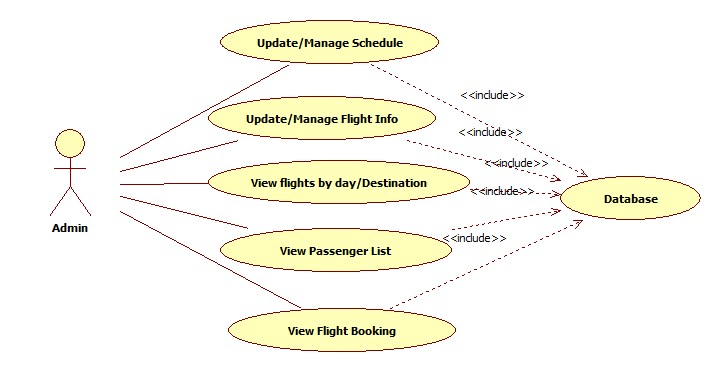 Update/Manage Schedule
<<include>>
Update/Manage Flight Info
<<include>>
<<include>>
View flights by day/Destination
<<include>>
Database
Admin
<<include>>
View Passenger List
View Flight Booking